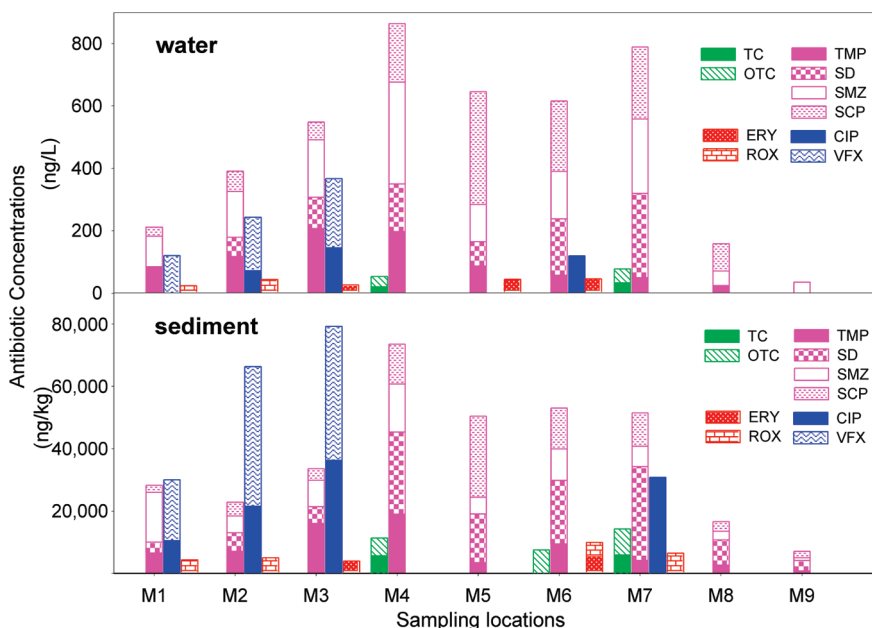 water
800
600
400
200
0
TC TMP
OTC SD
SMZ
SCP
ERY CIP
ROX VFX
Antibiotic Concentrations
(ng/L)
(ng/kg)
sediment
80,000
60,000
40,000
20,000
TC TMP
OTC SD
SMZ
SCP
ERY CIP
ROX VFX
M1 M2 M3 M4 M5 M6 M7 M8 M9
Sampling locations